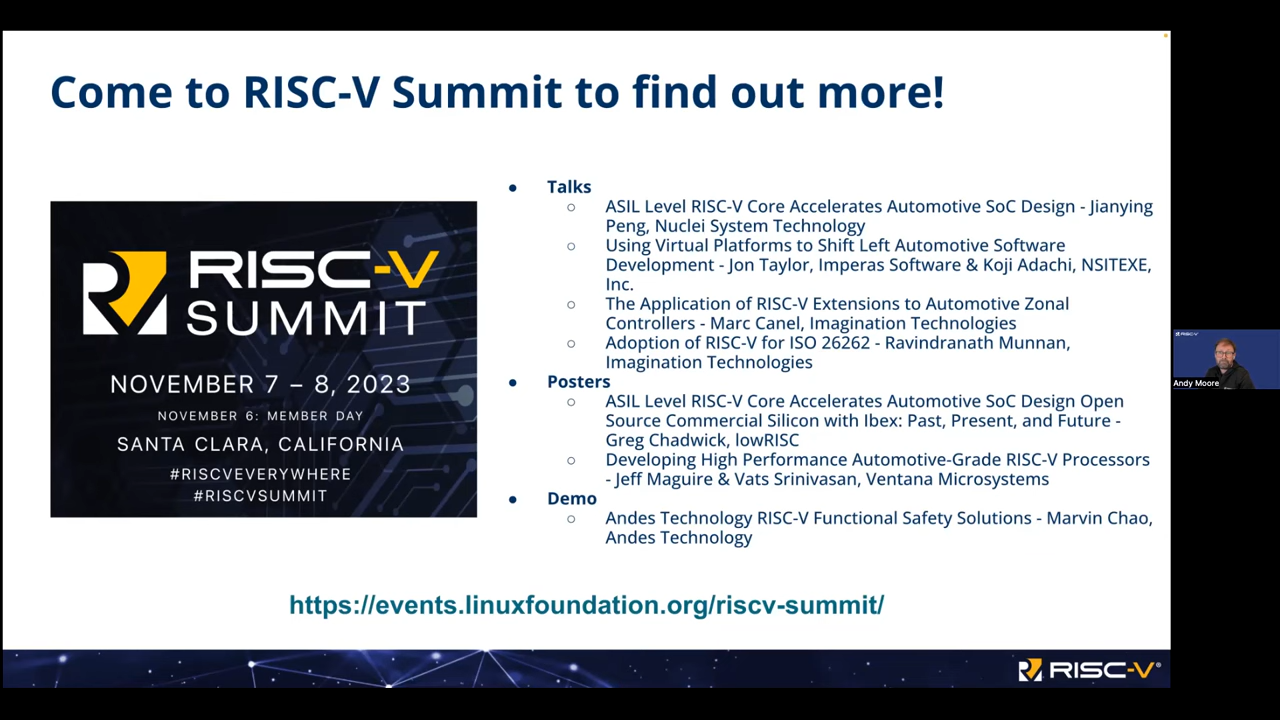 Come to RISC-V Summit to find out more!
RISC-V
SUMMIT
NOVEMBER 7 – 8, 2023
NOVEMBER 6: MEMBER DAY
SANTA CLARA, CALIFORNIA
#RISCVEVERYWHERE
#RISCVSUMMIT
● Talks
○ ASIL Level RISC-V Core Accelerates Automotive SoC Design - Jianying
Peng, Nuclei System Technology
○ Using Virtual Platforms to Shift Left Automotive Software
Development - Jon Taylor, Imperas Software & Koji Adachi, NSITEXE,
Inc.
○ The Application of RISC-V Extensions to Automotive Zonal
Controllers - Marc Canel, Imagination Technologies
○ Adoption of RISC-V for ISO 26262 - Ravindranath Munnan,
Imagination Technologies
● Posters
○ ASIL Level RISC-V Core Accelerates Automotive SoC Design Open
Source Commercial Silicon with Ibex: Past, Present, and Future -
Greg Chadwick, lowRISC
○ Developing High Performance Automotive-Grade RISC-V Processors
- Jeff Maguire & Vats Srinivasan, Ventana Microsystems
● Demo
○ Andes Technology RISC-V Functional Safety Solutions - Marvin Chao,
Andes Technology
https://events.linuxfoundation.org/riscv-summit/
RISC-V®
RISC-V
Andy Moore